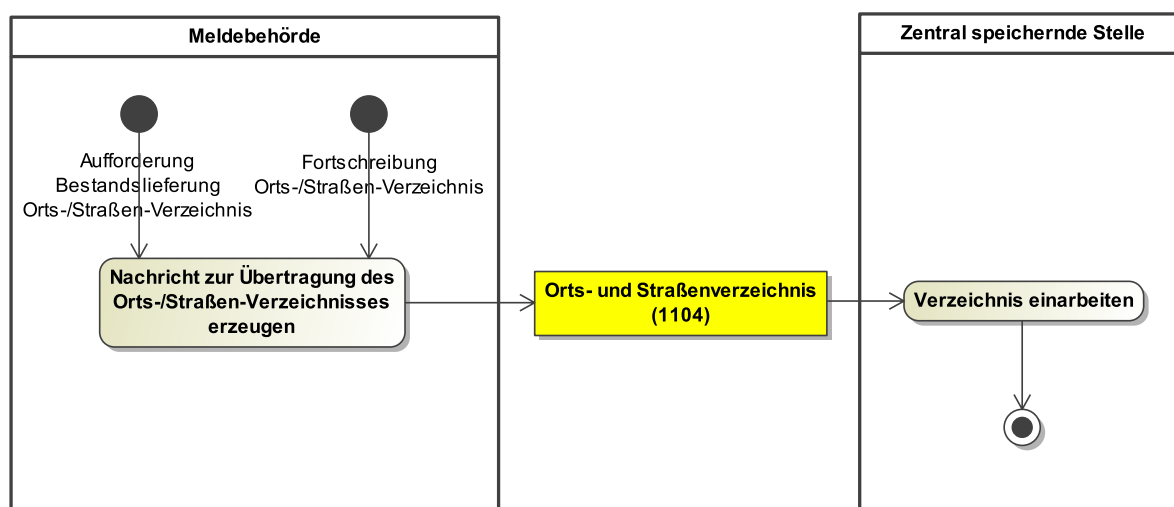 Meldebehörde
Zentral speichernde Stelle
Aufforderung
Bestandslieferung
Orts-/Straßen-Verzeichnis
Fortschreibung
Orts-/Straßen-Verzeichnis
Nachricht zur Übertragung des
Orts-/Straßen-Verzeichnisses
erzeugen
Orts- und Straßenverzeichnis
(1104)
Verzeichnis einarbeiten